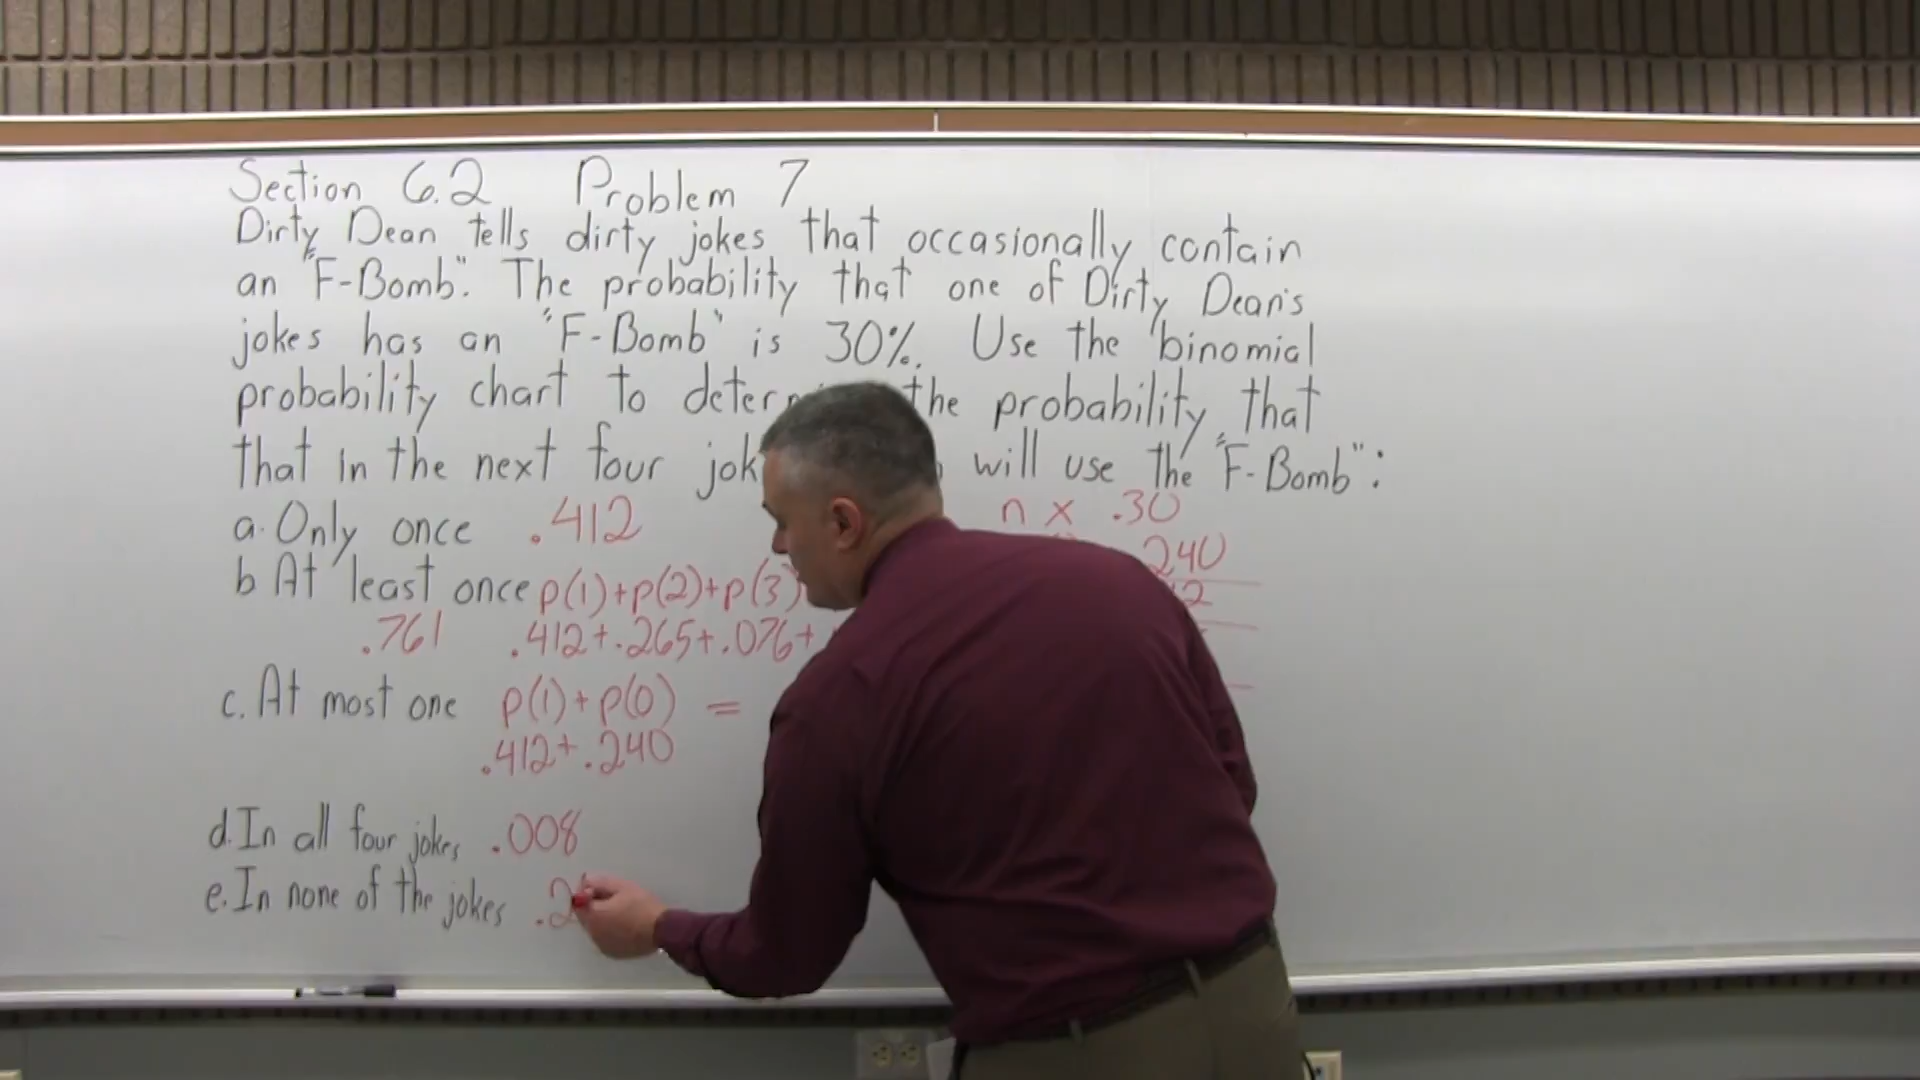 Section 6.2 Problem 7
Dirty Dean tells dirty jokes that occasionally contain
an "F-Bomb". The probability that one of Dirty Dean's
jokes has an "F-Bomb" is 30%. Use the binomial
probability chart to the probability that
that in the next four will use the "F-Bomb":
a. Only once .412
n x .30
.240
b At least once p(1)+p(2)+p(3)
.761 .412+.265+.076+
c. At most one p(1)+p(0) =
.412+.240
d. In all four jokes .008
e. In none of the jokes .2